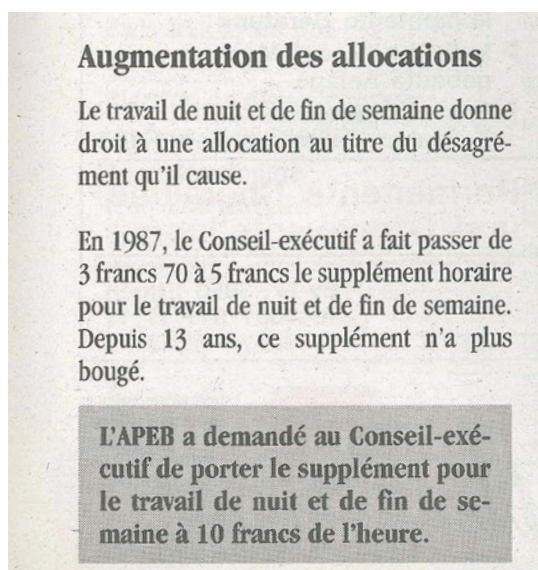 Augmentation des allocations
Le travail de nuit et de fin de semaine donne
droit à une allocation au titre du désagré-
ment qu'il cause.
En 1987, le Conseil-exécutif a fait passer de
3 francs 70 à 5 francs le supplément horaire
pour le travail de nuit et de fin de semaine.
Depuis 13 ans, ce supplément n'a plus
bougé.
L'APEB a demandé au Conseil-exé-
cutif de porter le supplément pour
le travail de nuit et de fin de se-
maine à 10 francs de l'heure.